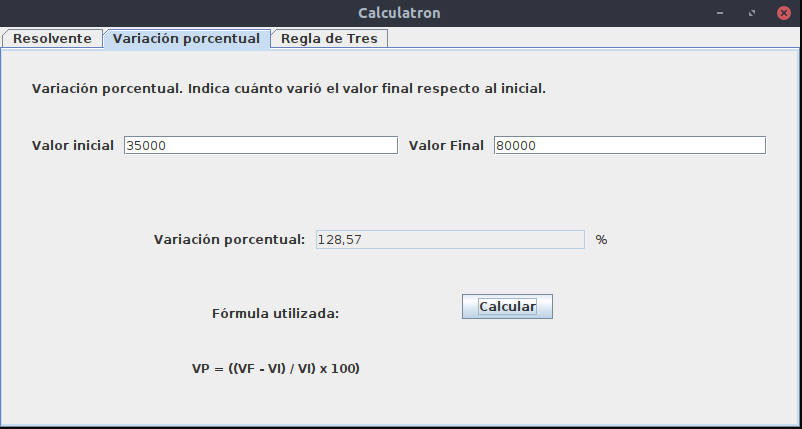 Calculatron
Resolvente Variación porcentual Regla de Tres
Variación porcentual. Indica cuánto varió el valor final respecto al inicial.
Valor inicial 35000 Valor Final 80000
Variación porcentual: 128,57 %
Fórmula utilizada: Calcular
VP = ((VF - VI) / VI) x 100)